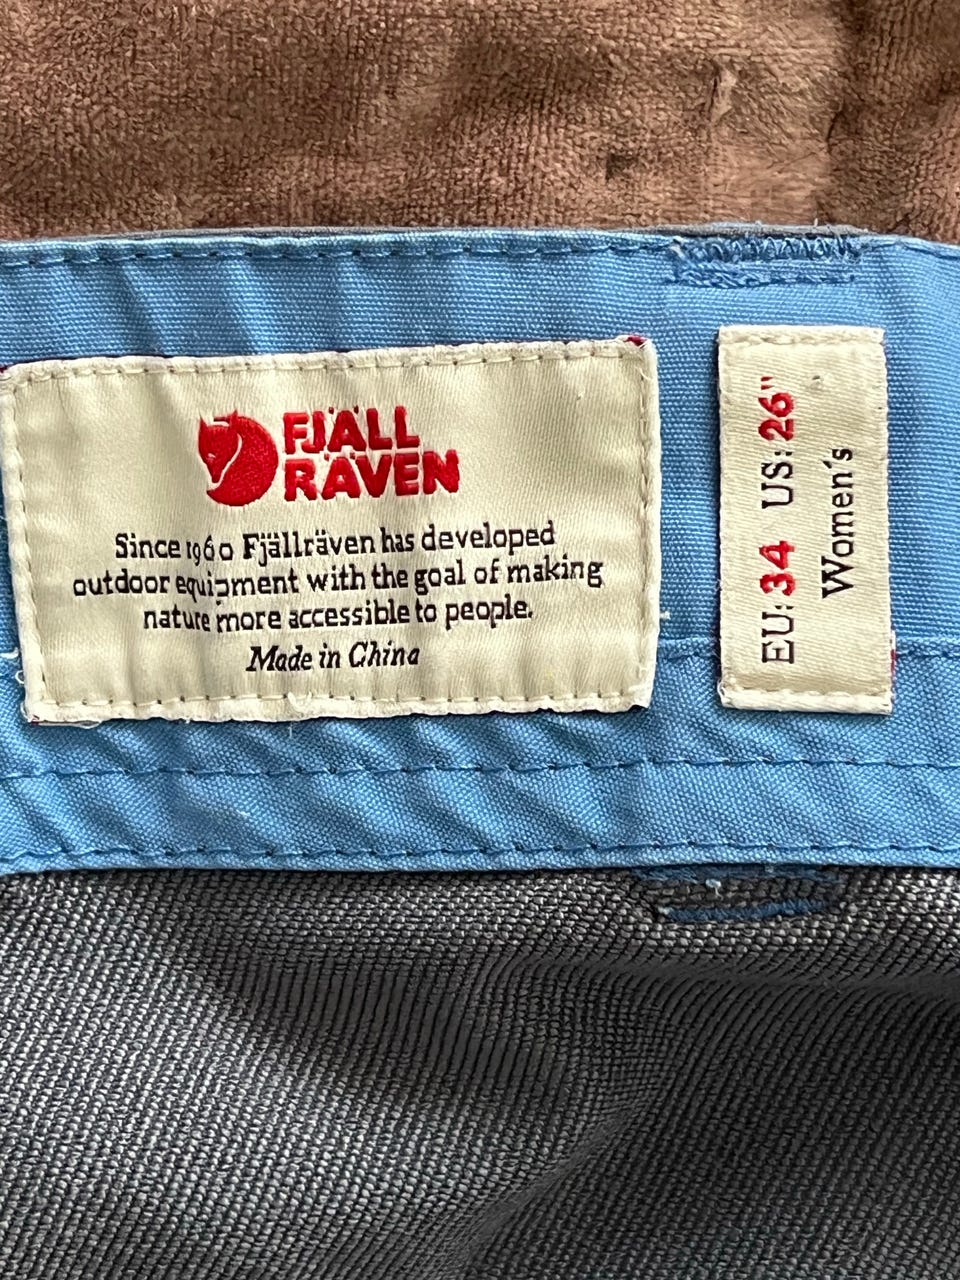 FJÄLL
RÄVEN
Since 1960 Fjällräven has developed
outdoor equipment with the goal of making
nature more accessible to people.
Made in China
EU: 34 US: 26"
Women´s